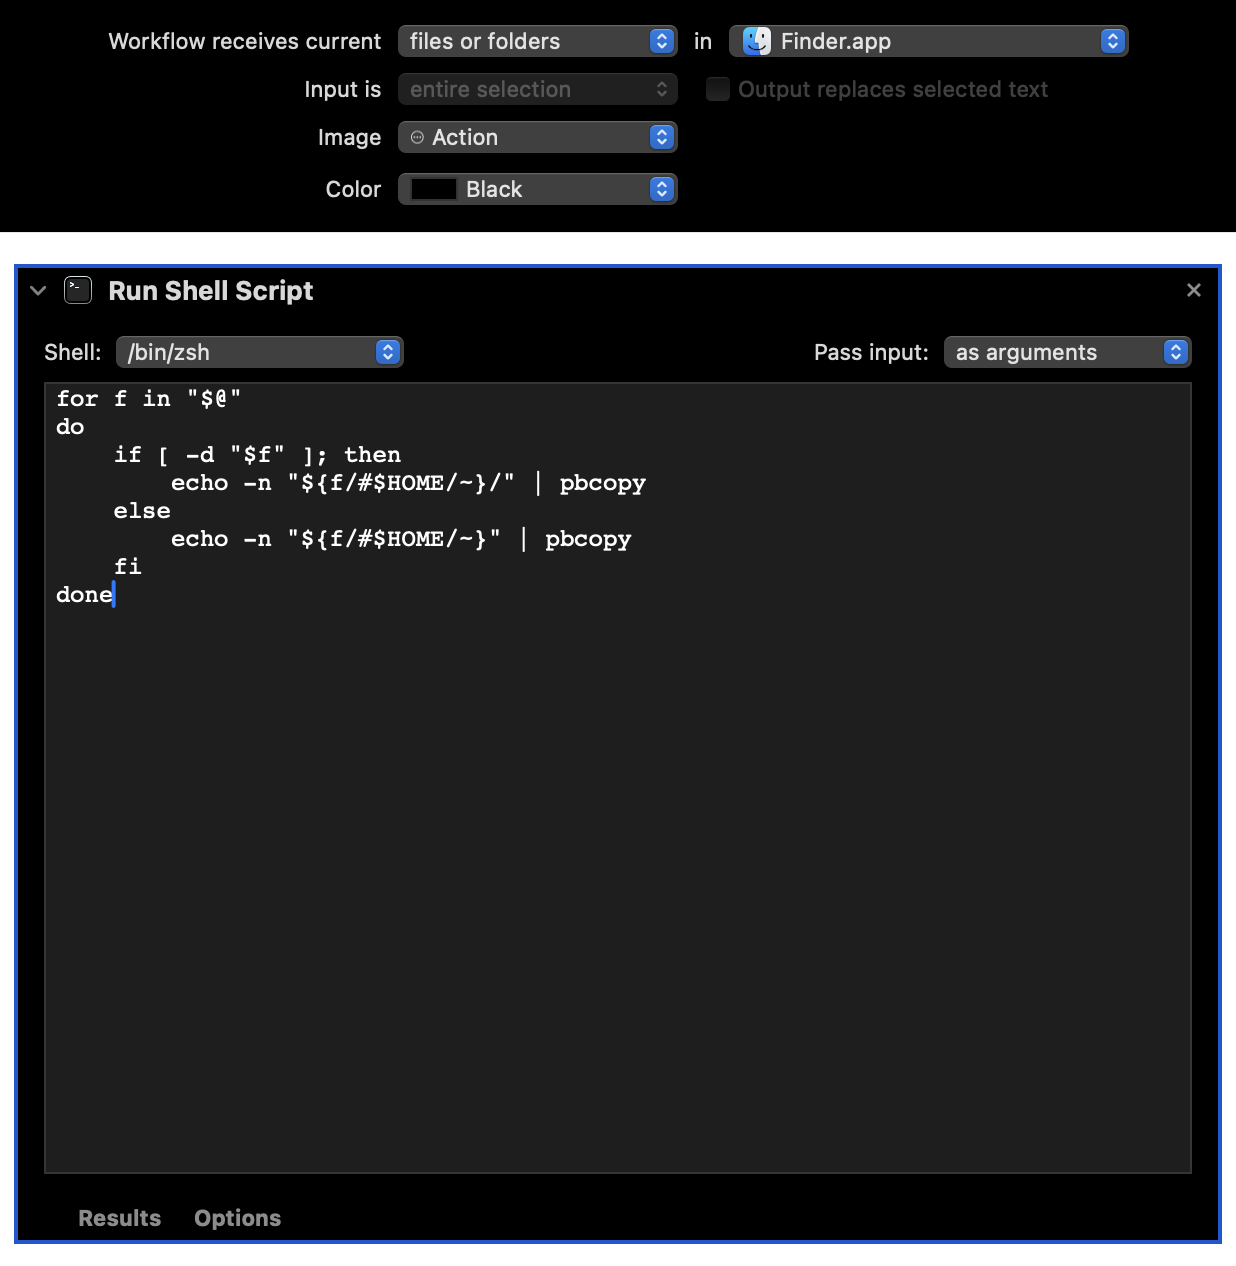 Workflow receives current files or folders in Finder.app
Input is entire selection Output replaces selected text
Image Action
Color Black
Run Shell Script
Shell: /bin/zsh Pass input: as arguments
for f in "$@"
do
    if [ -d "$f" ]; then
        echo -n "${f/#$HOME/~}/" | pbcopy
    else
        echo -n "${f/#$HOME/~}" | pbcopy
    fi
done
Results Options